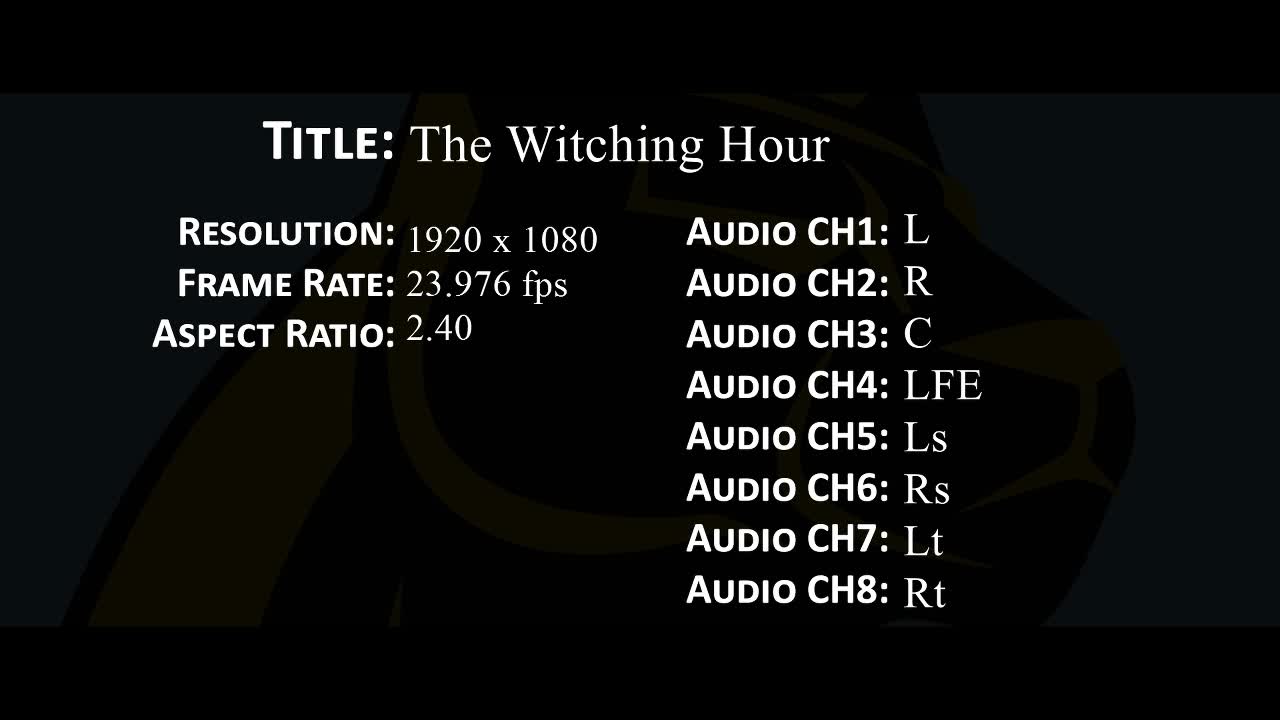 Title: The Witching Hour
Resolution: 1920 x 1080
Frame Rate: 23.976 fps
Aspect Ratio: 2.40
Audio CH1: L
Audio CH2: R
Audio CH3: C
Audio CH4: LFE
Audio CH5: Ls
Audio CH6: Rs
Audio CH7: Lt
Audio CH8: Rt